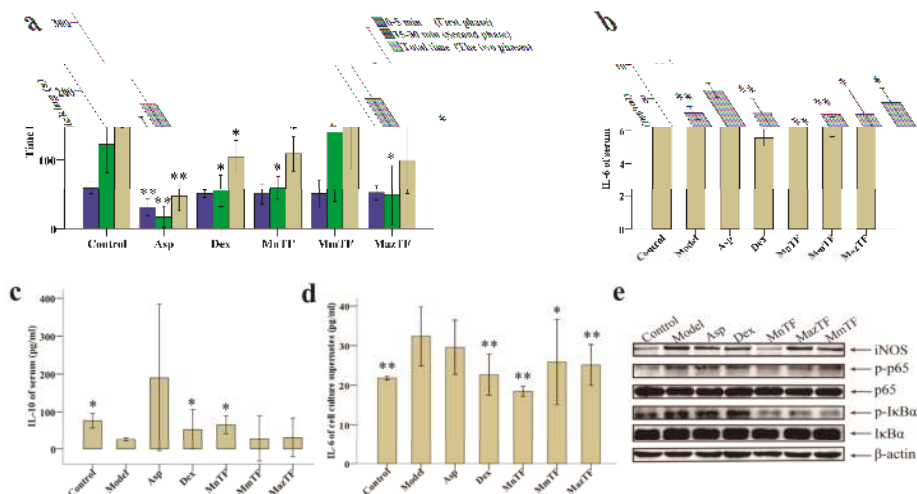 a
300
0-5 min (First phase)
15-30 min (Second phase)
Total time (The two phases)
200
Time
100
0
Control Asp Dex MnTF MmTF MazTF
b
10
6
4
2
0
IL-6 of serum
Control Model Asp Dex MnTF MmTF MazTF
c
400
300
200
100
0
IL-10 of serum (pg/ml)
Control Model Asp Dex MnTF MmTF MazTF
d
40
30
20
10
0
IL-6 of cell culture supernates (pg/ml)
Control Model Asp Dex MnTF MmTF MazTF
e
Control Model Asp Dex MnTF MazTF MmTF
iNOS
p-p65
p65
p-IκBα
IκBα
β-actin